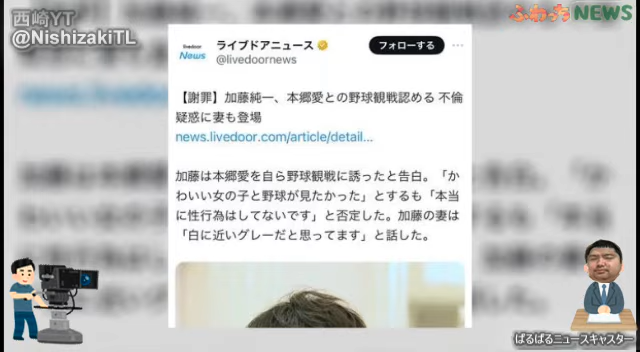 西崎YT
@NishizakiTL
ふわっちNEWS
livedoor
News
ライブドアニュース
@livedoornews
フォローする
【謝罪】加藤純一、本郷愛との野球観戦認める 不倫
疑惑に妻も登場
news.livedoor.com/article/detail...
加藤は本郷愛を自ら野球観戦に誘ったと告白。「か
わいい女の子と野球が見たかった」とするも「本当
に性行為はしてないです」と否定した。加藤の妻は
「白に近いグレーだと思ってます」と話した。
ぱるぱるニュースキャスター